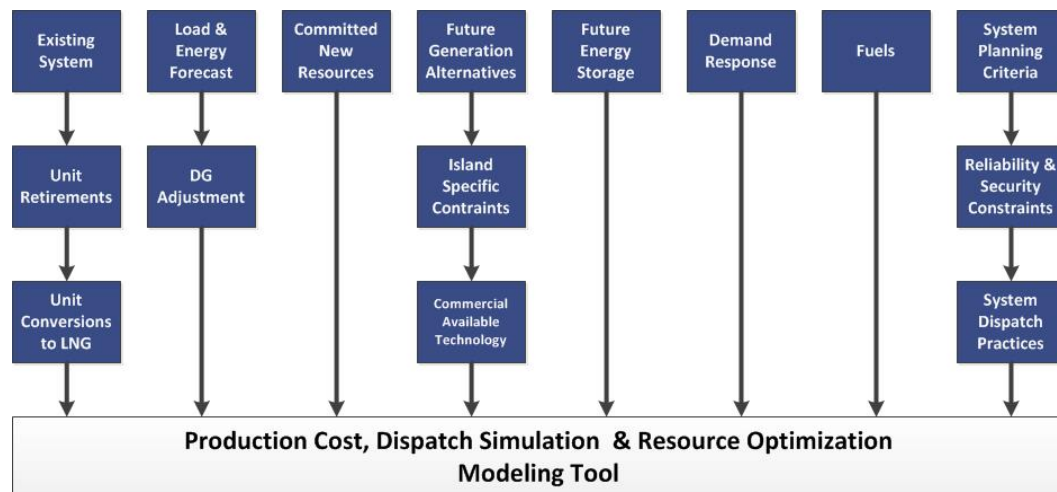 Existing
System
Load &
Energy
Forecast
Committed
New
Resources
Future
Generation
Alternatives
Future
Energy
Storage
Demand
Response
Fuels
System
Planning
Criteria
Unit
Retirements
DG
Adjustment
Island
Specific
Contraints
Reliability &
Security
Constraints
Unit
Conversions
to LNG
Commercial
Available
Technology
System
Dispatch
Practices
Production Cost, Dispatch Simulation & Resource Optimization
Modeling Tool